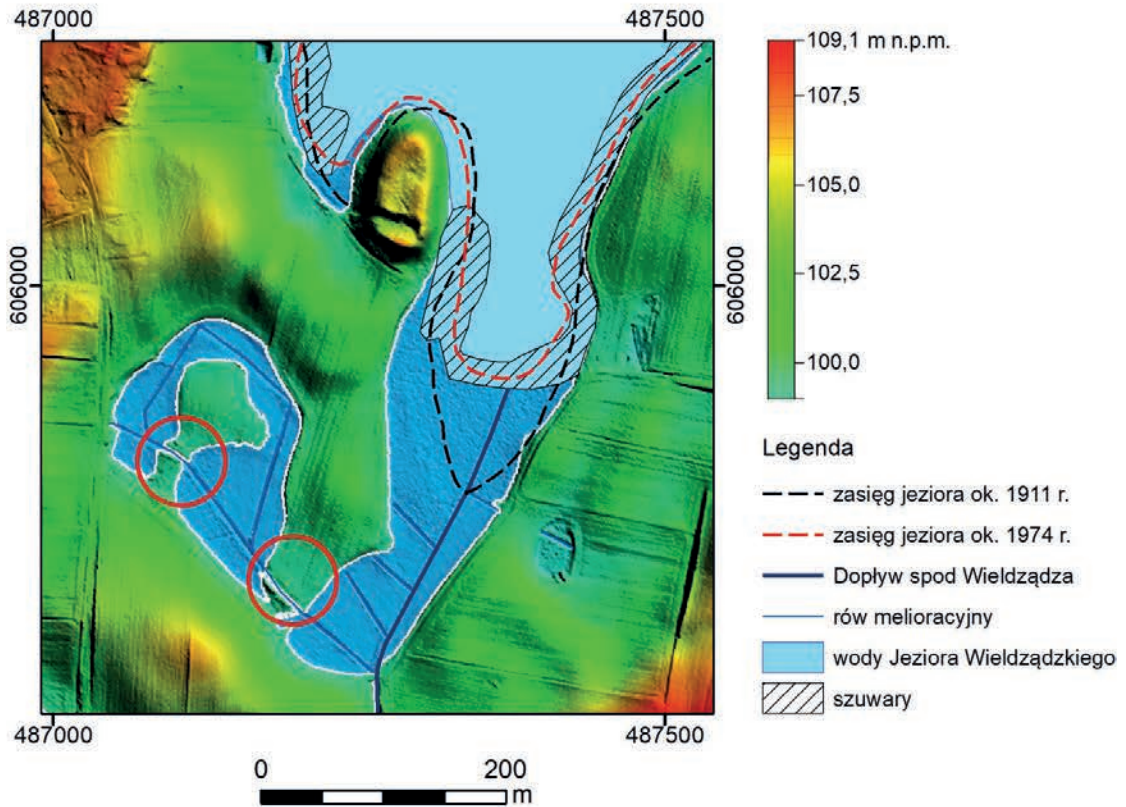 487000
487500
606000
606000
487000
487500
0
200
m
109,1 m n.p.m.
107,5
105,0
102,5
100,0
Legenda
zasięg jeziora ok. 1911 r.
zasięg jeziora ok. 1974 r.
Dopływ spod Wieldządza
rów melioracyjny
wody Jeziora Wieldządzkiego
szuwary